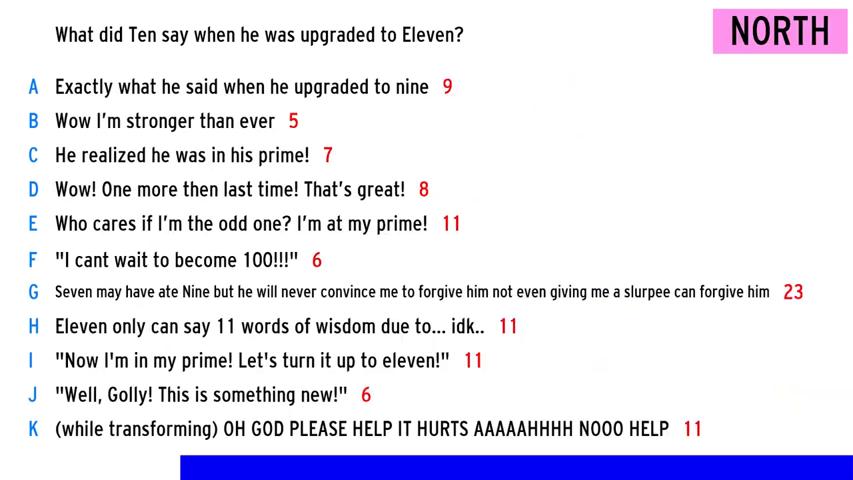 What did Ten say when he was upgraded to Eleven?
NORTH
A Exactly what he said when he upgraded to nine 9
B Wow I'm stronger than ever 5
C He realized he was in his prime! 7
D Wow! One more then last time! That's great! 8
E Who cares if I'm the odd one? I'm at my prime! 11
F "I cant wait to become 100!!!" 6
G Seven may have ate Nine but he will never convince me to forgive him not even giving me a slurpee can forgive him 23
H Eleven only can say 11 words of wisdom due to... idk.. 11
I "Now I'm in my prime! Let's turn it up to eleven!" 11
J "Well, Golly! This is something new!" 6
K (while transforming) OH GOD PLEASE HELP IT HURTS AAAAAHHHH NOOO HELP 11